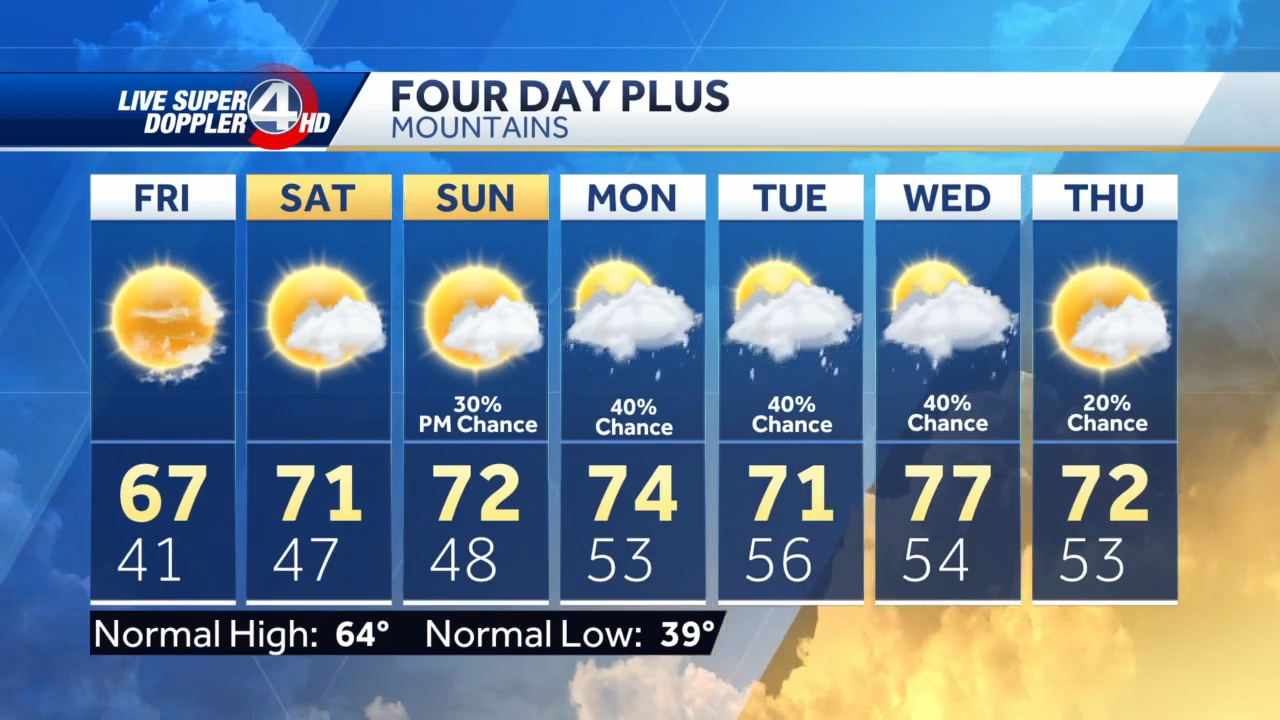 LIVE SUPER
DOPPLER 4 HD
FOUR DAY PLUS
MOUNTAINS
FRI SAT SUN MON TUE WED THU
30% PM Chance
40% Chance
40% Chance
40% Chance
20% Chance
67 71 72 74 71 77 72
41 47 48 53 56 54 53
Normal High: 64° Normal Low: 39°